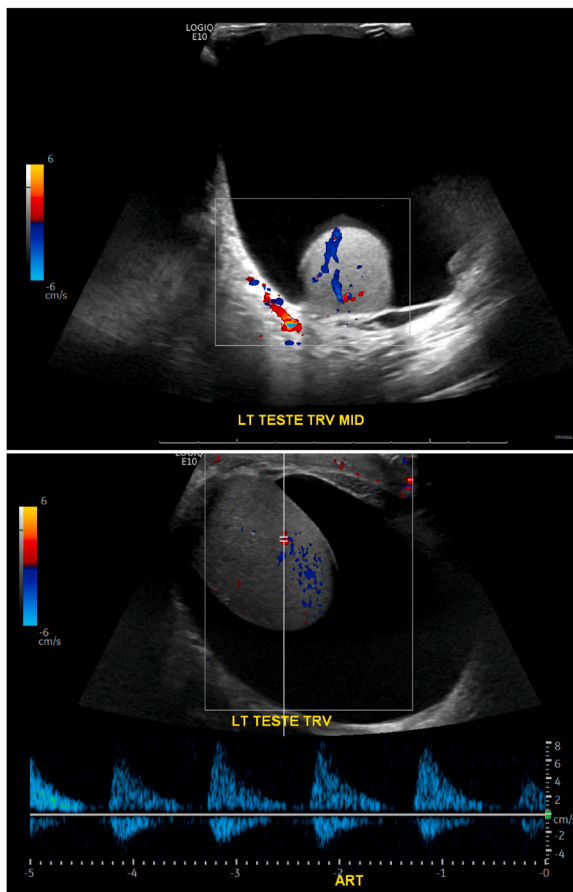 LOGIQ
E10
6
-6
cm/s
LT TESTE TRV MID
ORIGINAL
LOGIQ
E10
6
-6
cm/s
LT TESTE TRV
8
6
4
2
cm/s
-2
-4
-5
-4
-3
-2
-1
-0
ART